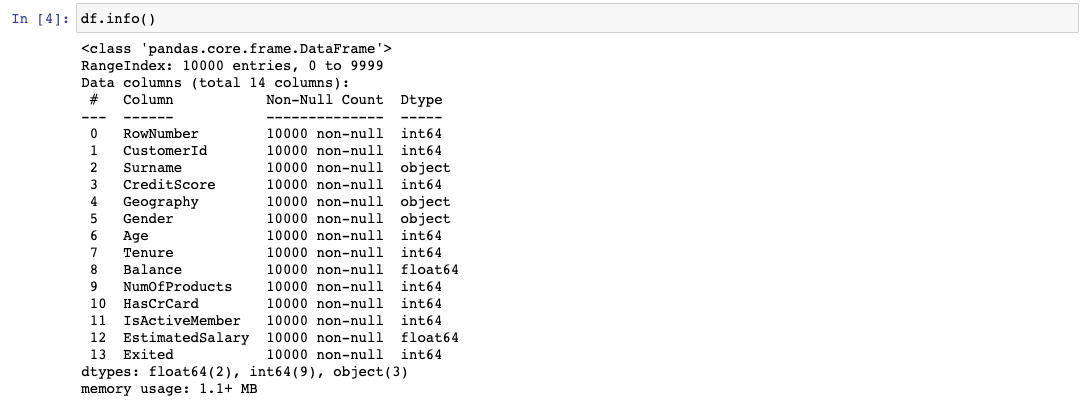 In [4]: df.info()
<class 'pandas.core.frame.DataFrame'>
RangeIndex: 10000 entries, 0 to 9999
Data columns (total 14 columns):
 #   Column           Non-Null Count  Dtype
---  ------           --------------  -----
 0   RowNumber        10000 non-null  int64
 1   CustomerId       10000 non-null  int64
 2   Surname          10000 non-null  object
 3   CreditScore      10000 non-null  int64
 4   Geography        10000 non-null  object
 5   Gender           10000 non-null  object
 6   Age              10000 non-null  int64
 7   Tenure           10000 non-null  int64
 8   Balance          10000 non-null  float64
 9   NumOfProducts    10000 non-null  int64
 10  HasCrCard        10000 non-null  int64
 11  IsActiveMember   10000 non-null  int64
 12  EstimatedSalary  10000 non-null  float64
 13  Exited           10000 non-null  int64
dtypes: float64(2), int64(9), object(3)
memory usage: 1.1+ MB